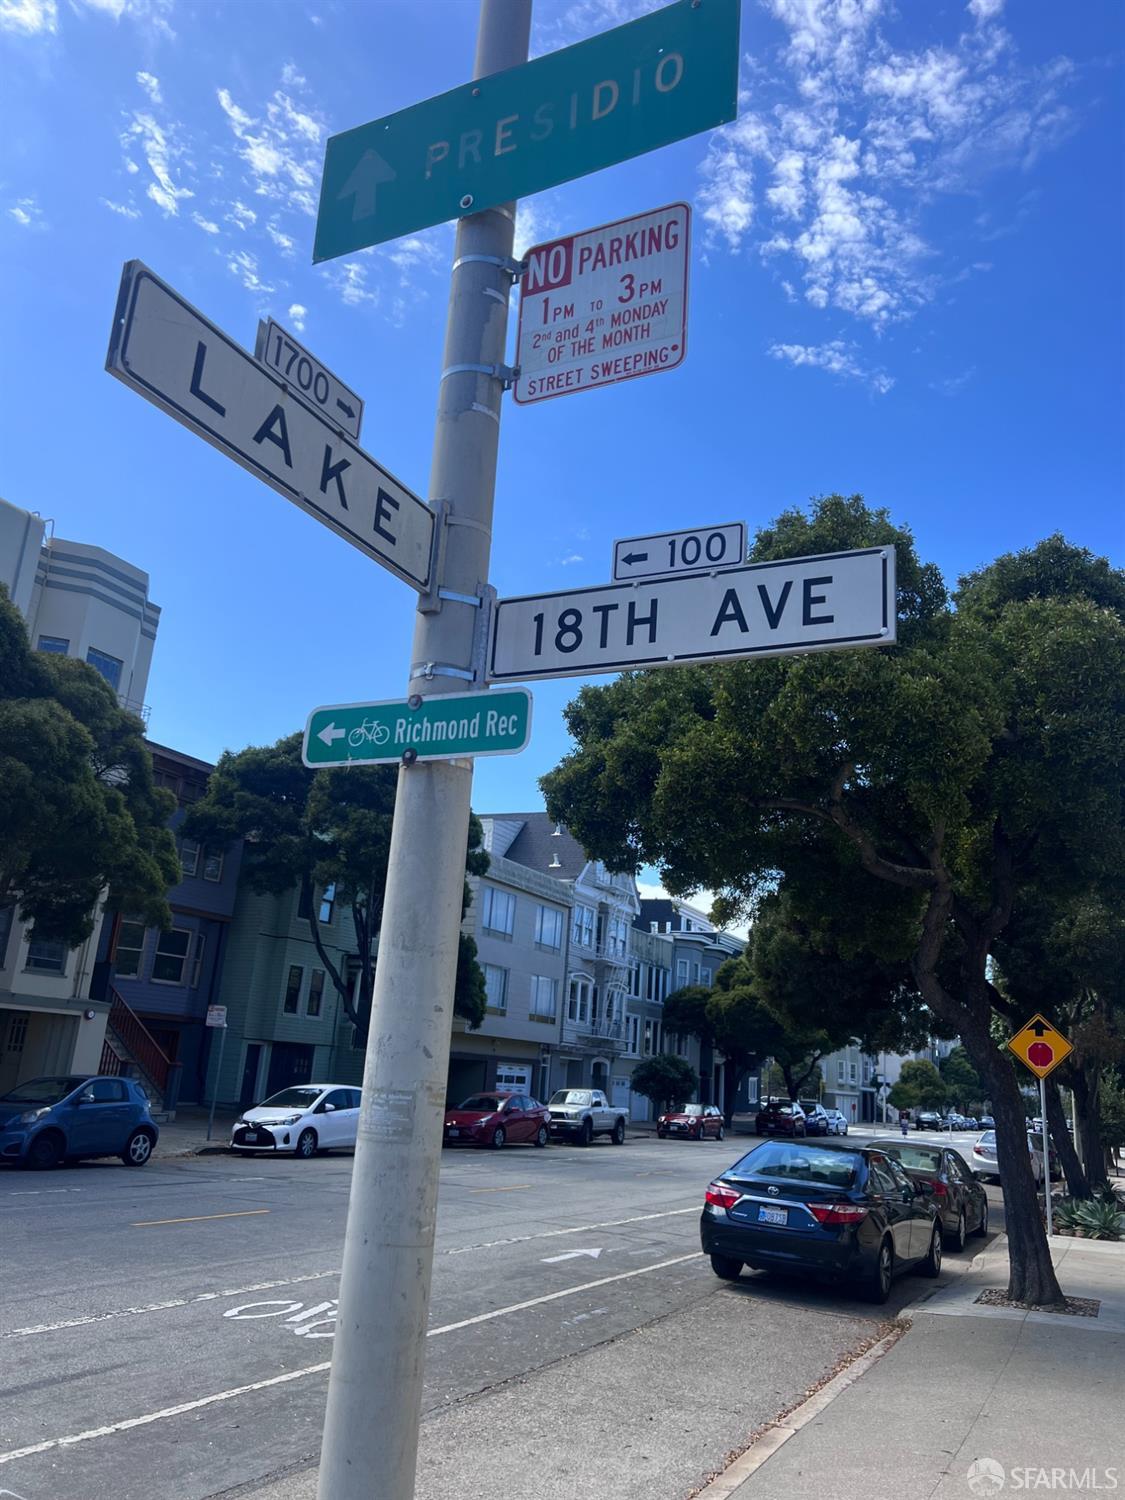 PRESIDIO
NO PARKING
1PM TO 3PM
2nd and 4th MONDAY
OF THE MONTH
STREET SWEEPING
1700
LAKE
100
18TH AVE
Richmond Rec
SFARMLS